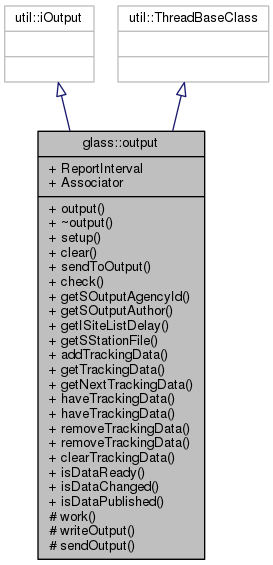 util::iOutput
util::ThreadBaseClass
glass::output
+ ReportInterval
+ Associator
+ output()
+ ~output()
+ setup()
+ clear()
+ sendToOutput()
+ check()
+ getSOutputAgencyId()
+ getSOutputAuthor()
+ getISiteListDelay()
+ getSStationFile()
+ addTrackingData()
+ getTrackingData()
+ getNextTrackingData()
+ haveTrackingData()
+ haveTrackingData()
+ removeTrackingData()
+ removeTrackingData()
+ clearTrackingData()
+ isDataReady()
+ isDataChanged()
+ isDataPublished()
# work()
# writeOutput()
# sendOutput()